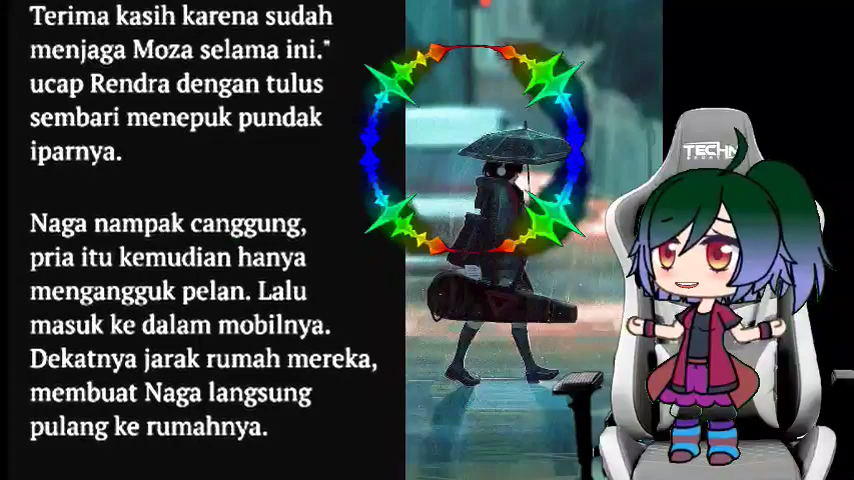 Terima kasih karena sudah
menjaga Moza selama ini."
ucap Rendra dengan tulus
sembari menepuk pundak
iparnya.
Naga nampak canggung,
pria itu kemudian hanya
mengangguk pelan. Lalu
masuk ke dalam mobilnya.
Dekatnya jarak rumah mereka,
membuat Naga langsung
pulang ke rumahnya.